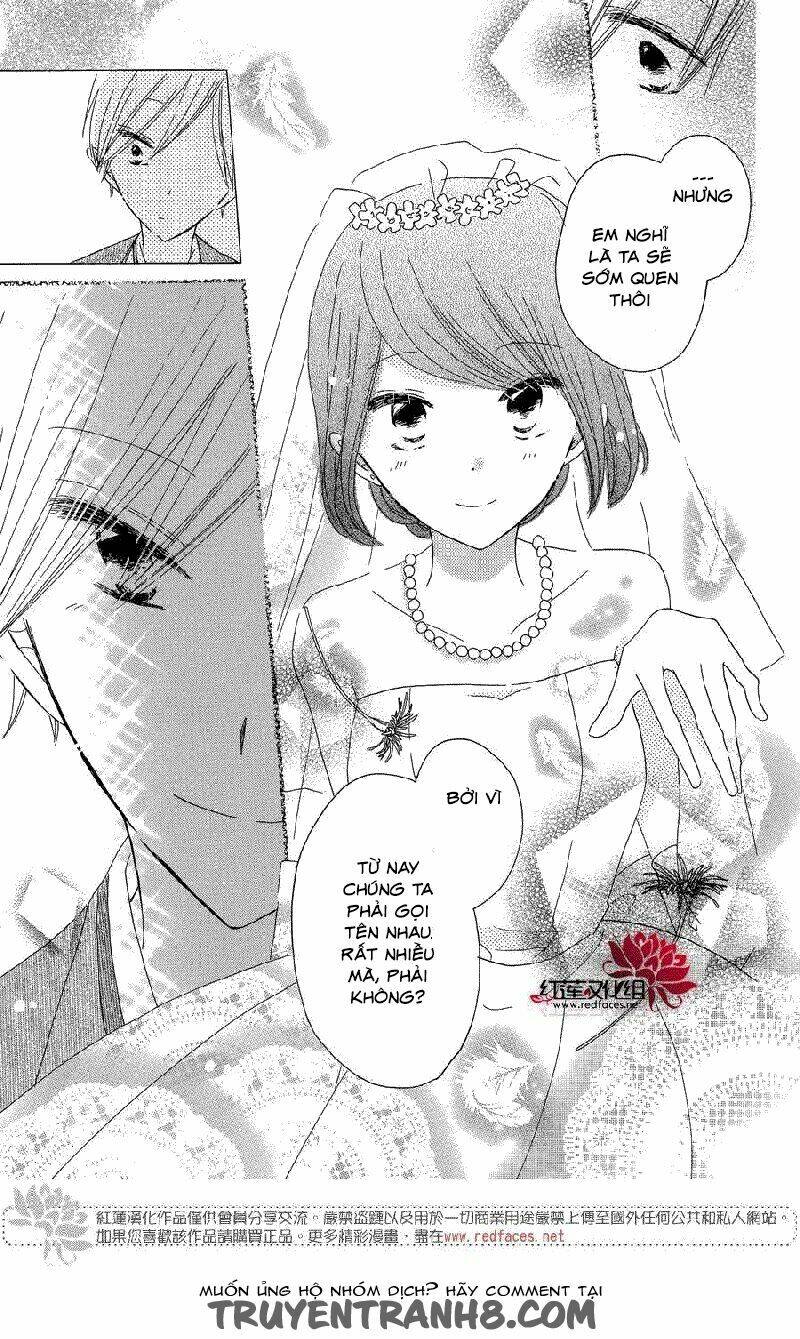 ...
NHƯNG
EM NGHĨ
LÀ TA SẼ
SỚM QUEN
THÔI
BỞI VÌ
TỪ NAY
CHÚNG TA
PHẢI GỌI
TÊN NHAU.
RẤT NHIỀU
MÀ, PHẢI
KHÔNG?
紅蓮汉化组
www.redfaces.net
紅蓮漢化作品僅供會員分享交流。嚴禁盜鏈以及用於一切商業用途嚴禁上傳至國外任何公共和私人網站。
如果您喜歡該作品請購買正品。更多精彩漫畫，盡在www.redfaces.net
MUỐN ỦNG HỘ NHÓM DỊCH? HÃY COMMENT TẠI
TRUYENTRANH8.COM